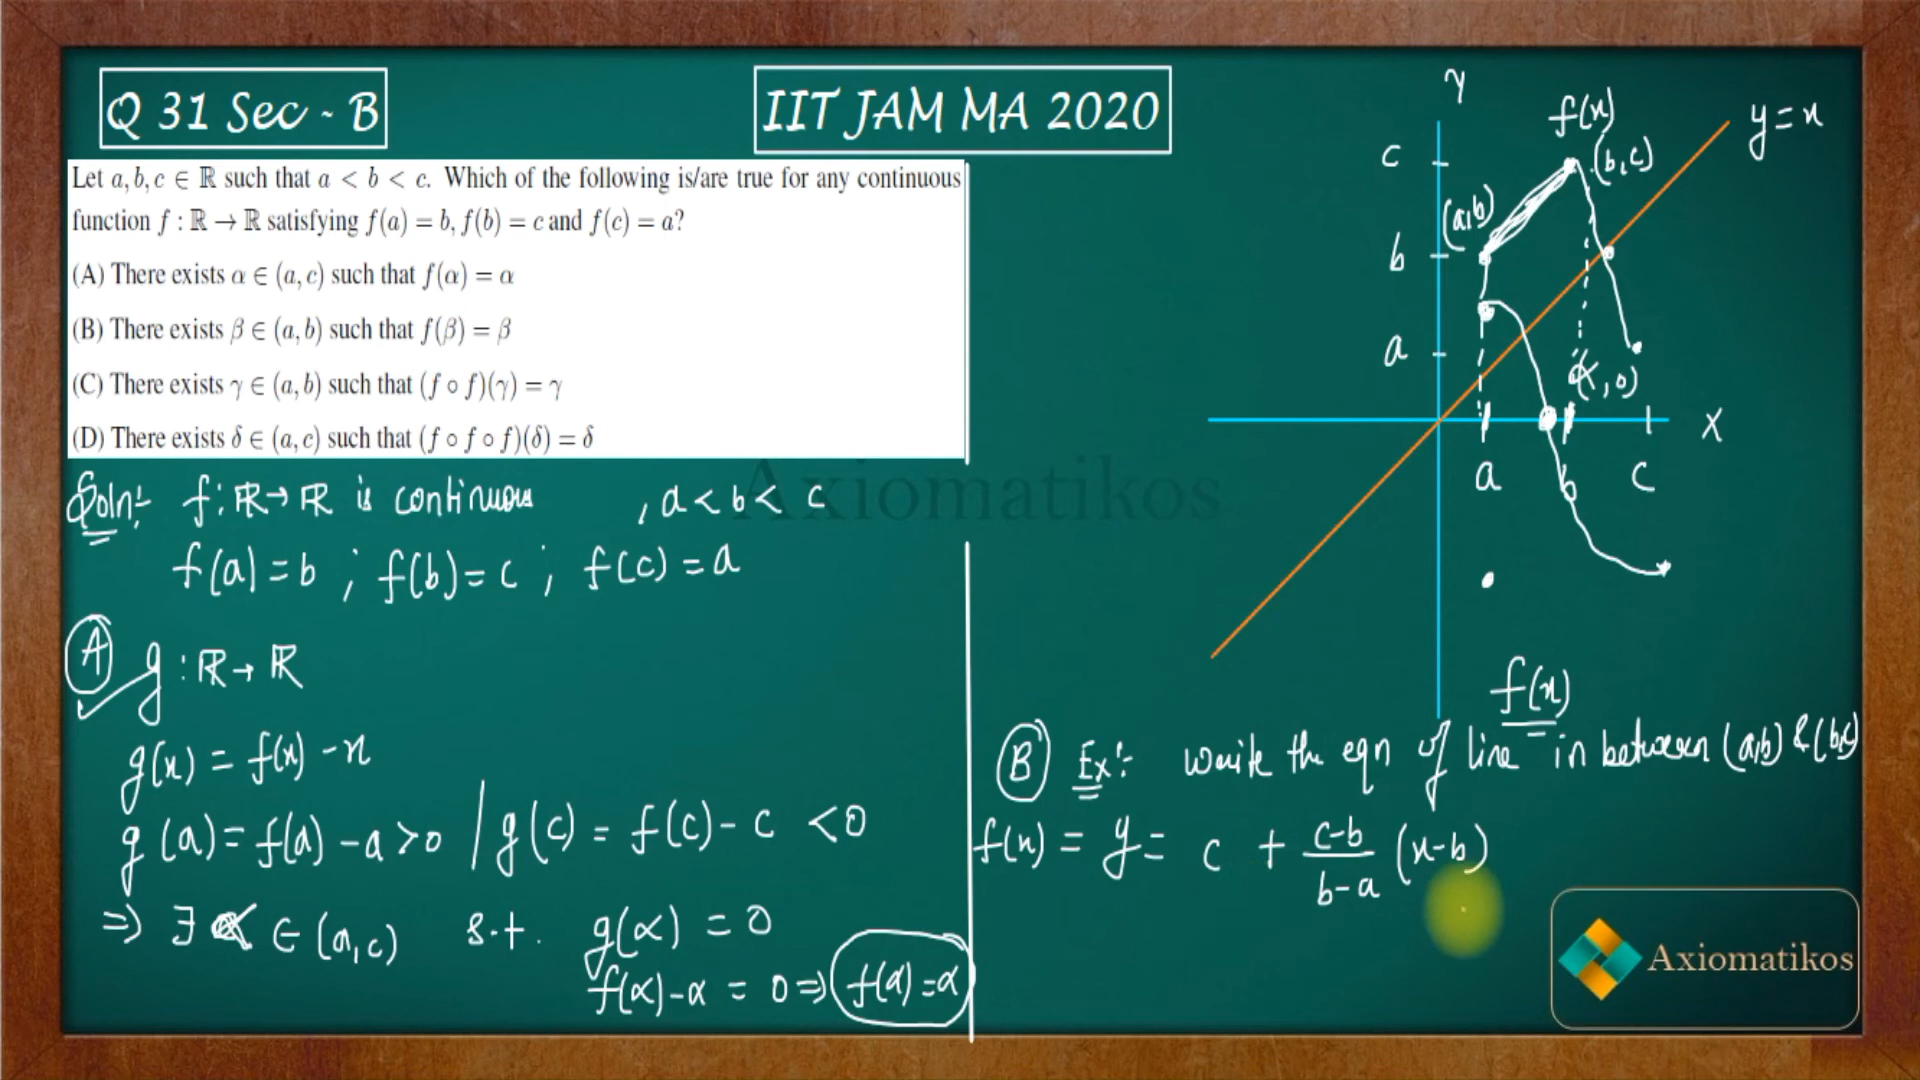 Q 31 Sec - B
IIT JAM MA 2020
Let a, b, c ∈ ℝ such that a < b < c. Which of the following is/are true for any continuous
function f : ℝ → ℝ satisfying f(a) = b, f(b) = c and f(c) = a?
(A) There exists α ∈ (a, c) such that f(α) = α
(B) There exists β ∈ (a, b) such that f(β) = β
(C) There exists γ ∈ (a, b) such that (f ∘ f)(γ) = γ
(D) There exists δ ∈ (a, c) such that (f ∘ f ∘ f)(δ) = δ
Soln:- f: ℝ → ℝ is continuous , a < b < c
f(a) = b ; f(b) = c ; f(c) = a
(A) g : ℝ → ℝ
g(x) = f(x) - x
g(a) = f(a) - a > 0 / g(c) = f(c) - c < 0
⇒ ∃ α ∈ (a, c) s.t. g(α) = 0
f(α) - α = 0 ⇒ f(α) = α
Y
f(x)
y = x
c
(b, c)
(a,b)
b
a
(α, 0)
X
a
b
c
f(x)
(B) Ex:- Write the eqn of line in between (a,b) & (b,c)
f(x) = y = c + c-b/b-a (x-b)
Axiomatikos
Axiomatikos